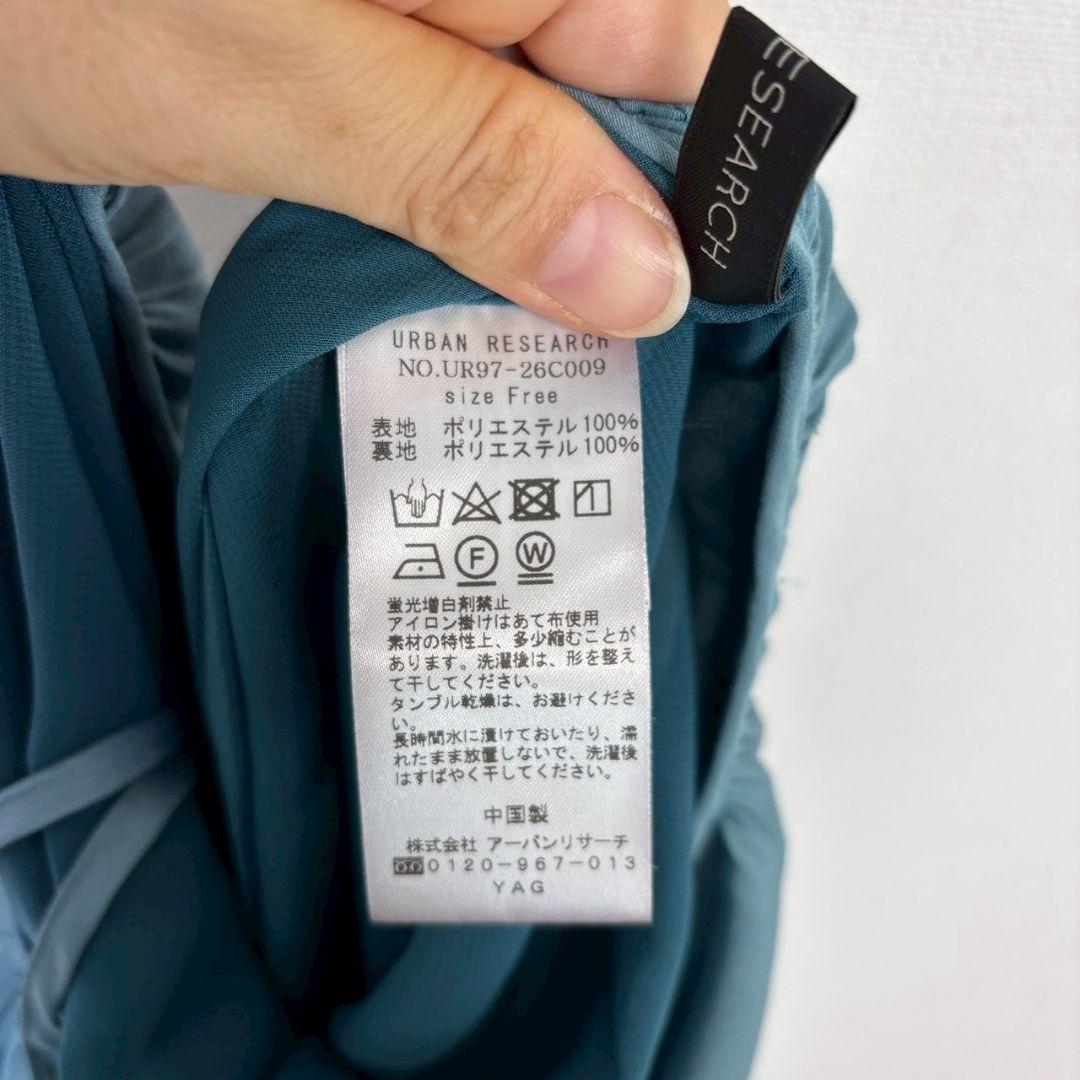 ESEARCH
URBAN RESEARCH
NO.UR97-26C009
size Free
表地 ポリエステル100%
裏地 ポリエステル100%
F W
蛍光増白剤禁止
アイロン掛けはあて布使用
素材の特性上、多少縮むことが
あります。洗濯後は、形を整え
て干してください。
タンブル乾燥は、お避けくださ
い。
長時間水に漬けておいたり、濡
れたまま放置しないで、洗濯後
はすばやく干してください。
中国製
株式会社 アーバンリサーチ
0120-967-013
YAG